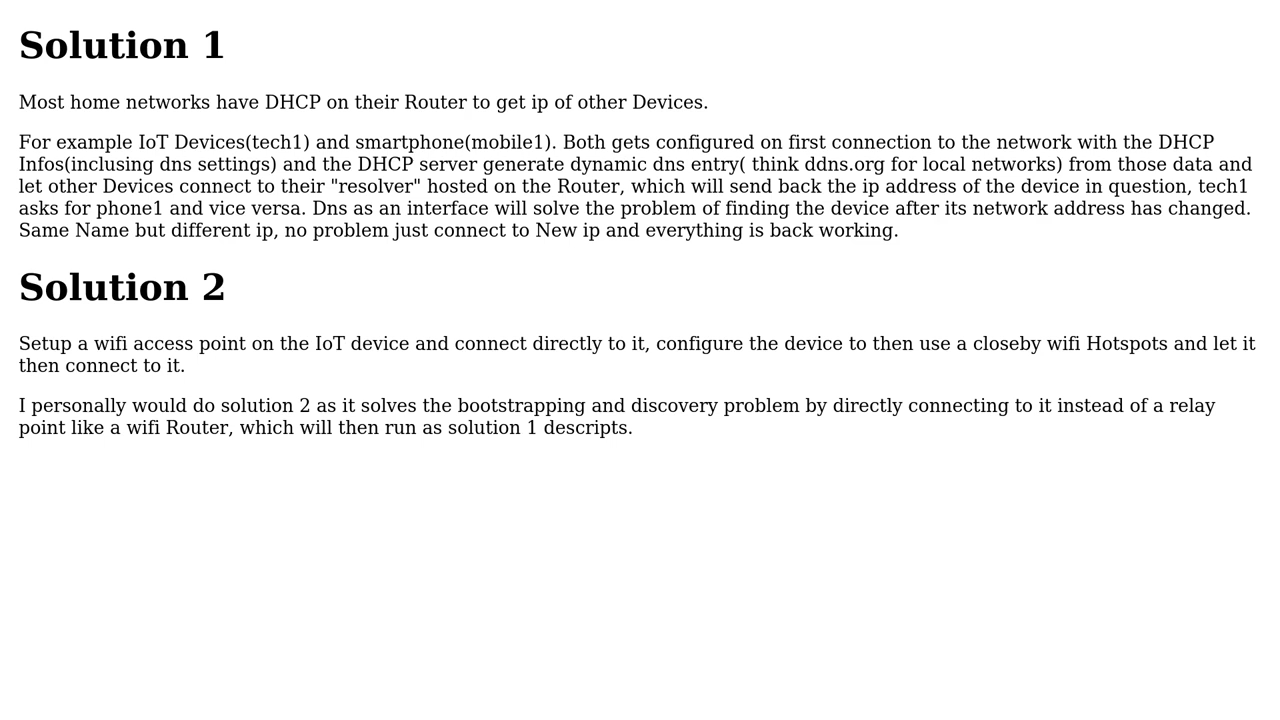 Solution 1
Most home networks have DHCP on their Router to get ip of other Devices.
For example IoT Devices(tech1) and smartphone(mobile1). Both gets configured on first connection to the network with the DHCP
Infos(inclusing dns settings) and the DHCP server generate dynamic dns entry( think ddns.org for local networks) from those data and
let other Devices connect to their "resolver" hosted on the Router, which will send back the ip address of the device in question, tech1
asks for phone1 and vice versa. Dns as an interface will solve the problem of finding the device after its network address has changed.
Same Name but different ip, no problem just connect to New ip and everything is back working.
Solution 2
Setup a wifi access point on the IoT device and connect directly to it, configure the device to then use a closeby wifi Hotspots and let it
then connect to it.
I personally would do solution 2 as it solves the bootstrapping and discovery problem by directly connecting to it instead of a relay
point like a wifi Router, which will then run as solution 1 descripts.